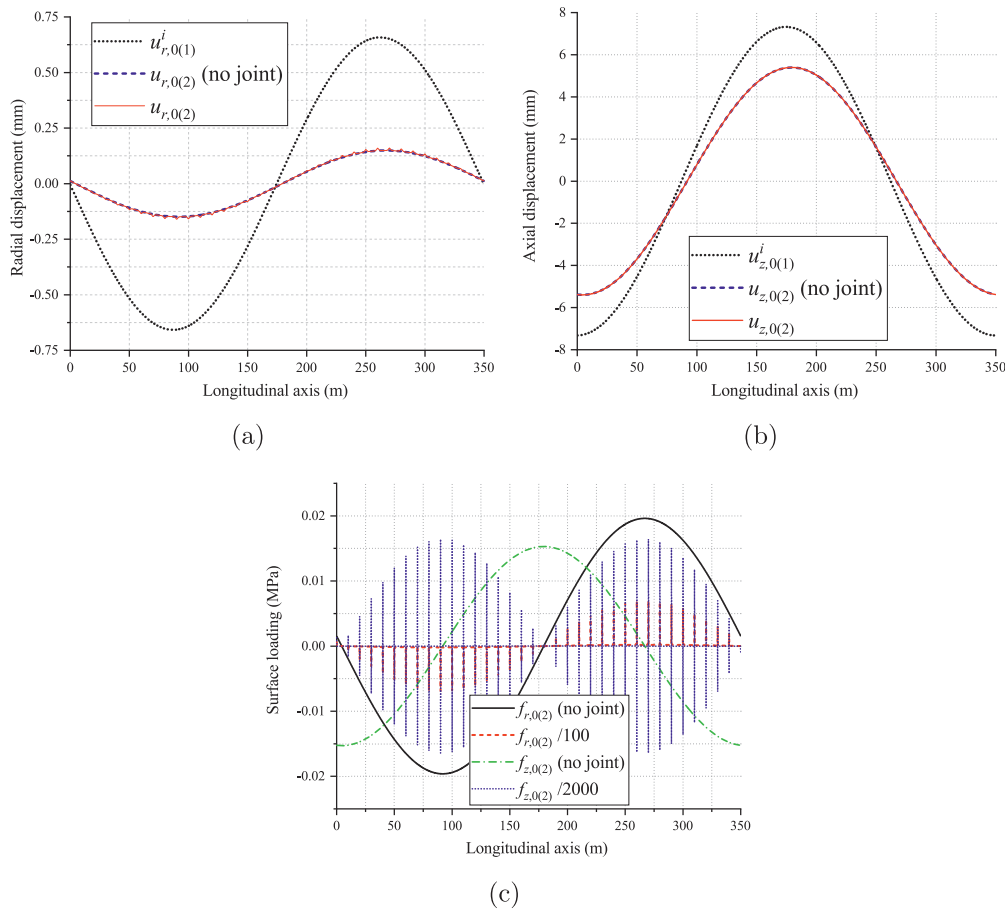 0.75
0.50
0.25
0.00
-0.25
-0.50
-0.75
Radial displacement (mm)
u^i_{r,0(1)}
u_{r,0(2)} (no joint)
u_{r,0(2)}
0 50 100 150 200 250 300 350
Longitudinal axis (m)
(a)
8
6
4
2
0
-2
-4
-6
-8
Axial displacement (mm)
u^i_{z,0(1)}
u_{z,0(2)} (no joint)
u_{z,0(2)}
0 50 100 150 200 250 300 350
Longitudinal axis (m)
(b)
0.02
0.01
0.00
-0.01
-0.02
Surface loading (MPa)
f_{r,0(2)} (no joint)
f_{r,0(2)} /100
f_{z,0(2)} (no joint)
f_{z,0(2)} /2000
0 50 100 150 200 250 300 350
Longitudinal axis (m)
(c)